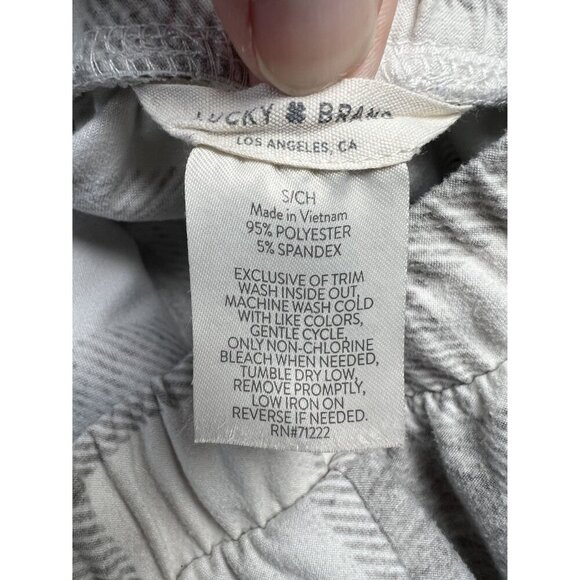 LUCKY BRAND
LOS ANGELES, CA
S/CH
Made in Vietnam
95% POLYESTER
5% SPANDEX
EXCLUSIVE OF TRIM
WASH INSIDE OUT,
MACHINE WASH COLD
WITH LIKE COLORS,
GENTLE CYCLE,
ONLY NON-CHLORINE
BLEACH WHEN NEEDED,
TUMBLE DRY LOW,
REMOVE PROMPTLY,
LOW IRON ON
REVERSE IF NEEDED.
RN#71222